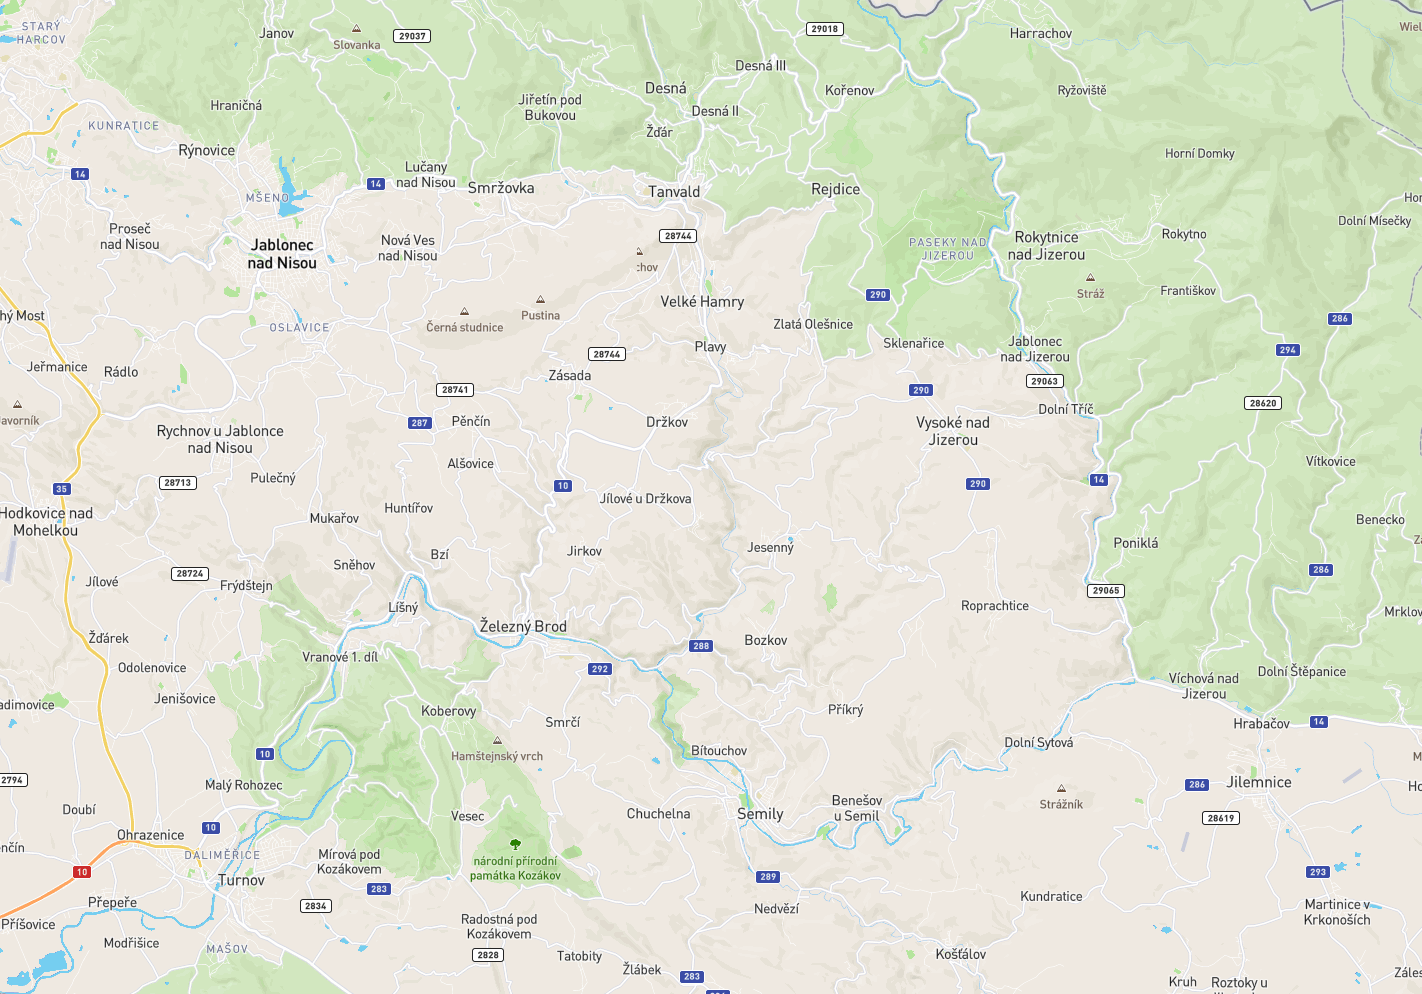 STARÝ
HARCOV
Janov
Slovanka
29037
29018
Harrachov
Desná III
Desná
Kořenov
Ryžoviště
Hraničná
Jiřetín pod
Bukovou
Desná II
KUNRATICE
Žďár
Rýnovice
Horní Domky
14
Lučany
nad Nisou
14
Smržovka
Tanvald
Rejdice
MŠENO
Proseč
nad Nisou
Jablonec
nad Nisou
Nová Ves
nad Nisou
28744
PASEKY NAD
JIZEROU
Rokytnice
nad Jizerou
Rokytno
Dolní Mísečky
Velké Hamry
290
Stráž
Františkov
Pustina
Černá studnice
hý Most
OSLAVICE
Zlatá Olešnice
286
Sklenařice
Jablonec
nad Jizerou
294
Plavy
28744
Jeřmanice
Rádlo
Zásada
29063
28741
290
28620
avorník
287
Pěnčín
Držkov
Vysoké nad
Jizerou
Dolní Tříč
Rychnov u Jablonce
nad Nisou
Alšovice
Vítkovice
28713
Pulečný
35
10
290
14
Jílové u Držkova
Hodkovice nad
Mohelkou
Huntířov
Mukařov
Benecko
Bzí
Jirkov
Jesenný
Poniklá
Sněhov
28724
Jílové
Frýdštejn
286
29065
Líšný
Roprachtice
Mrklo
Železný Brod
Žďárek
288
Bozkov
Vranové 1. díl
Odolenovice
292
Dolní Štěpanice
Víchová nad
Jizerou
Jenišovice
adimovice
Koberovy
Smrčí
Příkrý
Hrabačov
14
10
Hamštejnský vrch
Bítouchov
Dolní Sytová
2794
Malý Rohozec
286
Jilemnice
Doubí
Vesec
Chuchelna
Semily
Benešov
u Semil
Strážník
28619
10
Ohrazenice
DALIMĚŘICE
Mírová pod
Kozákovem
národní přírodní
památka Kozákov
10
Turnov
283
289
293
Přepeře
2834
Nedvězí
Kundratice
Martinice v
Krkonoších
Příšovice
Modřišice
MAŠOV
Radostná pod
Kozákovem
2828
Tatobity
Žlábek
283
Košťálov
Kruh
Roztoky u